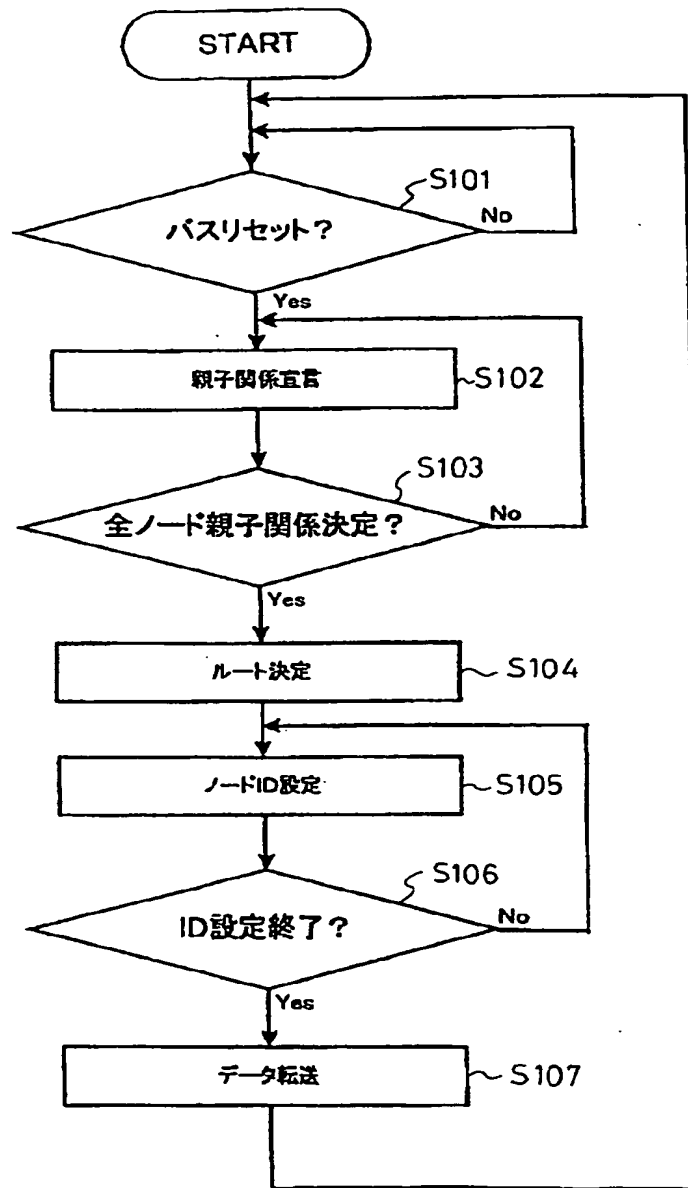 START
S101
バスリセット?
No
Yes
親子関係宣言
S102
S103
全ノード親子関係決定?
No
Yes
ルート決定
S104
ノードID設定
S105
S106
ID設定終了?
No
Yes
データ転送
S107